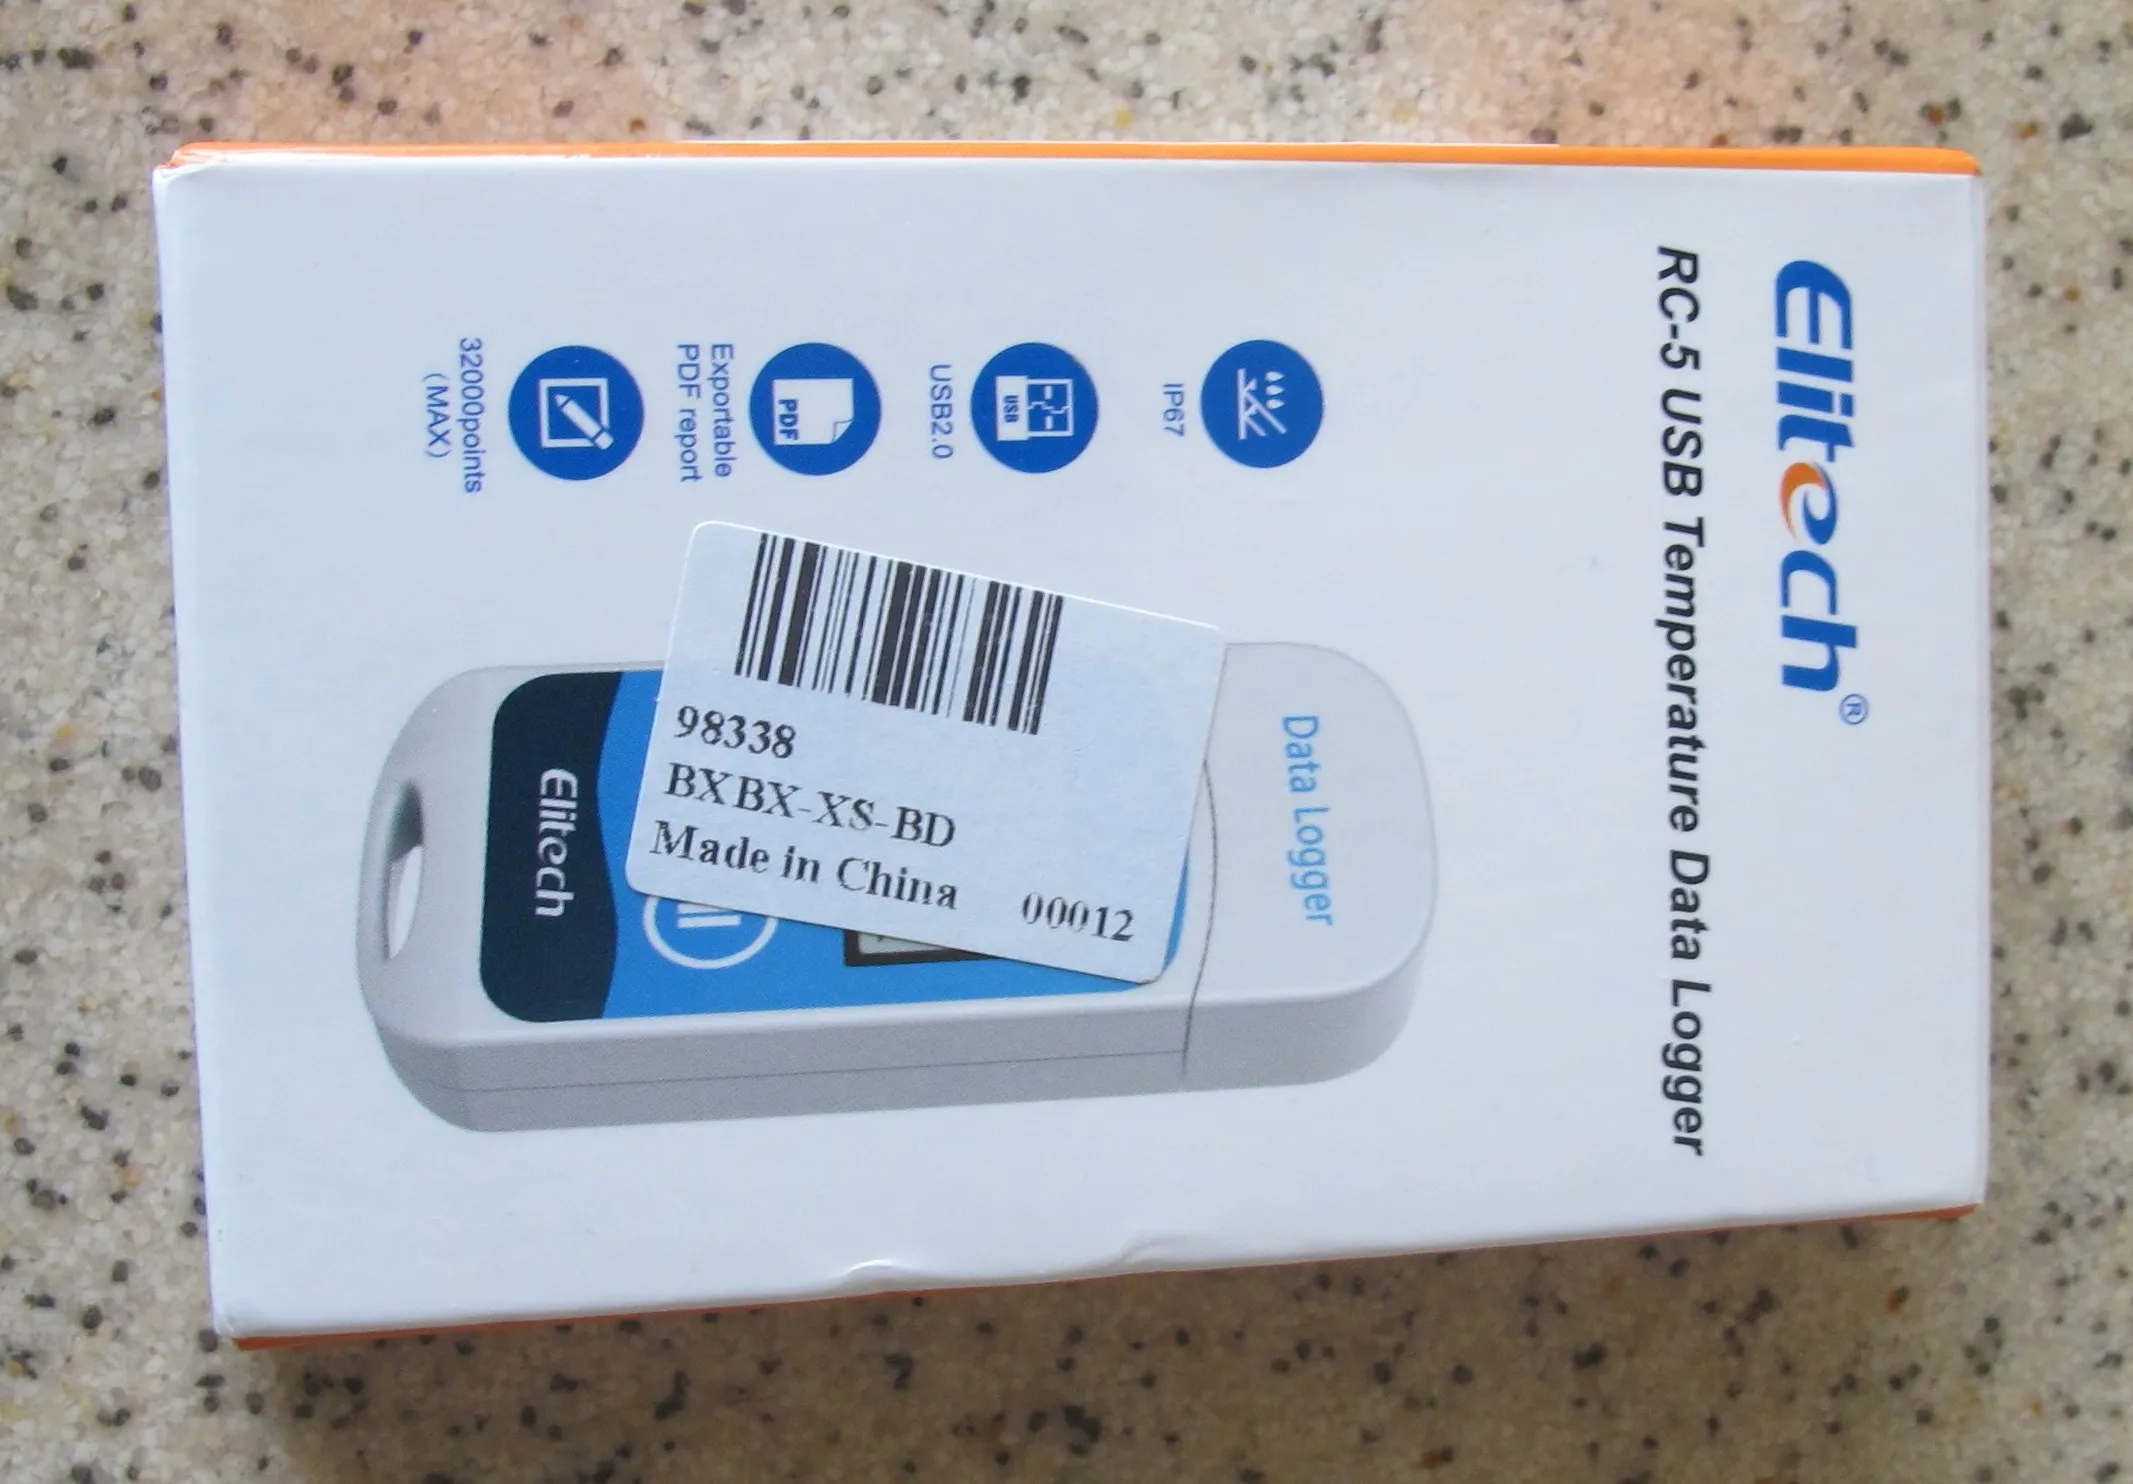 Elitech®
RC-5 USB Temperature Data Logger
IP67
USB
USB2.0
PDF
Exportable
PDF report
32000points
(MAX)
Data Logger
Elitech
98338
BXBX-XS-BD
Made in China 00012